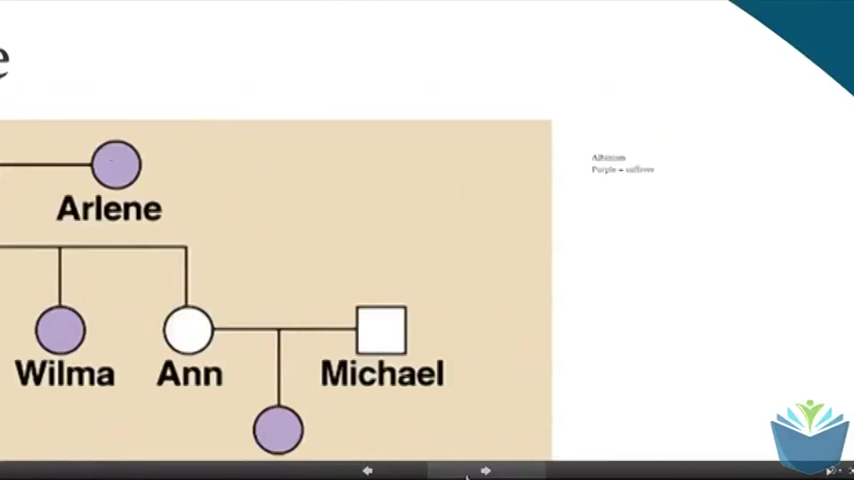 e
Arlene
Albinism
Purple = sufferer
Wilma
Ann
Michael